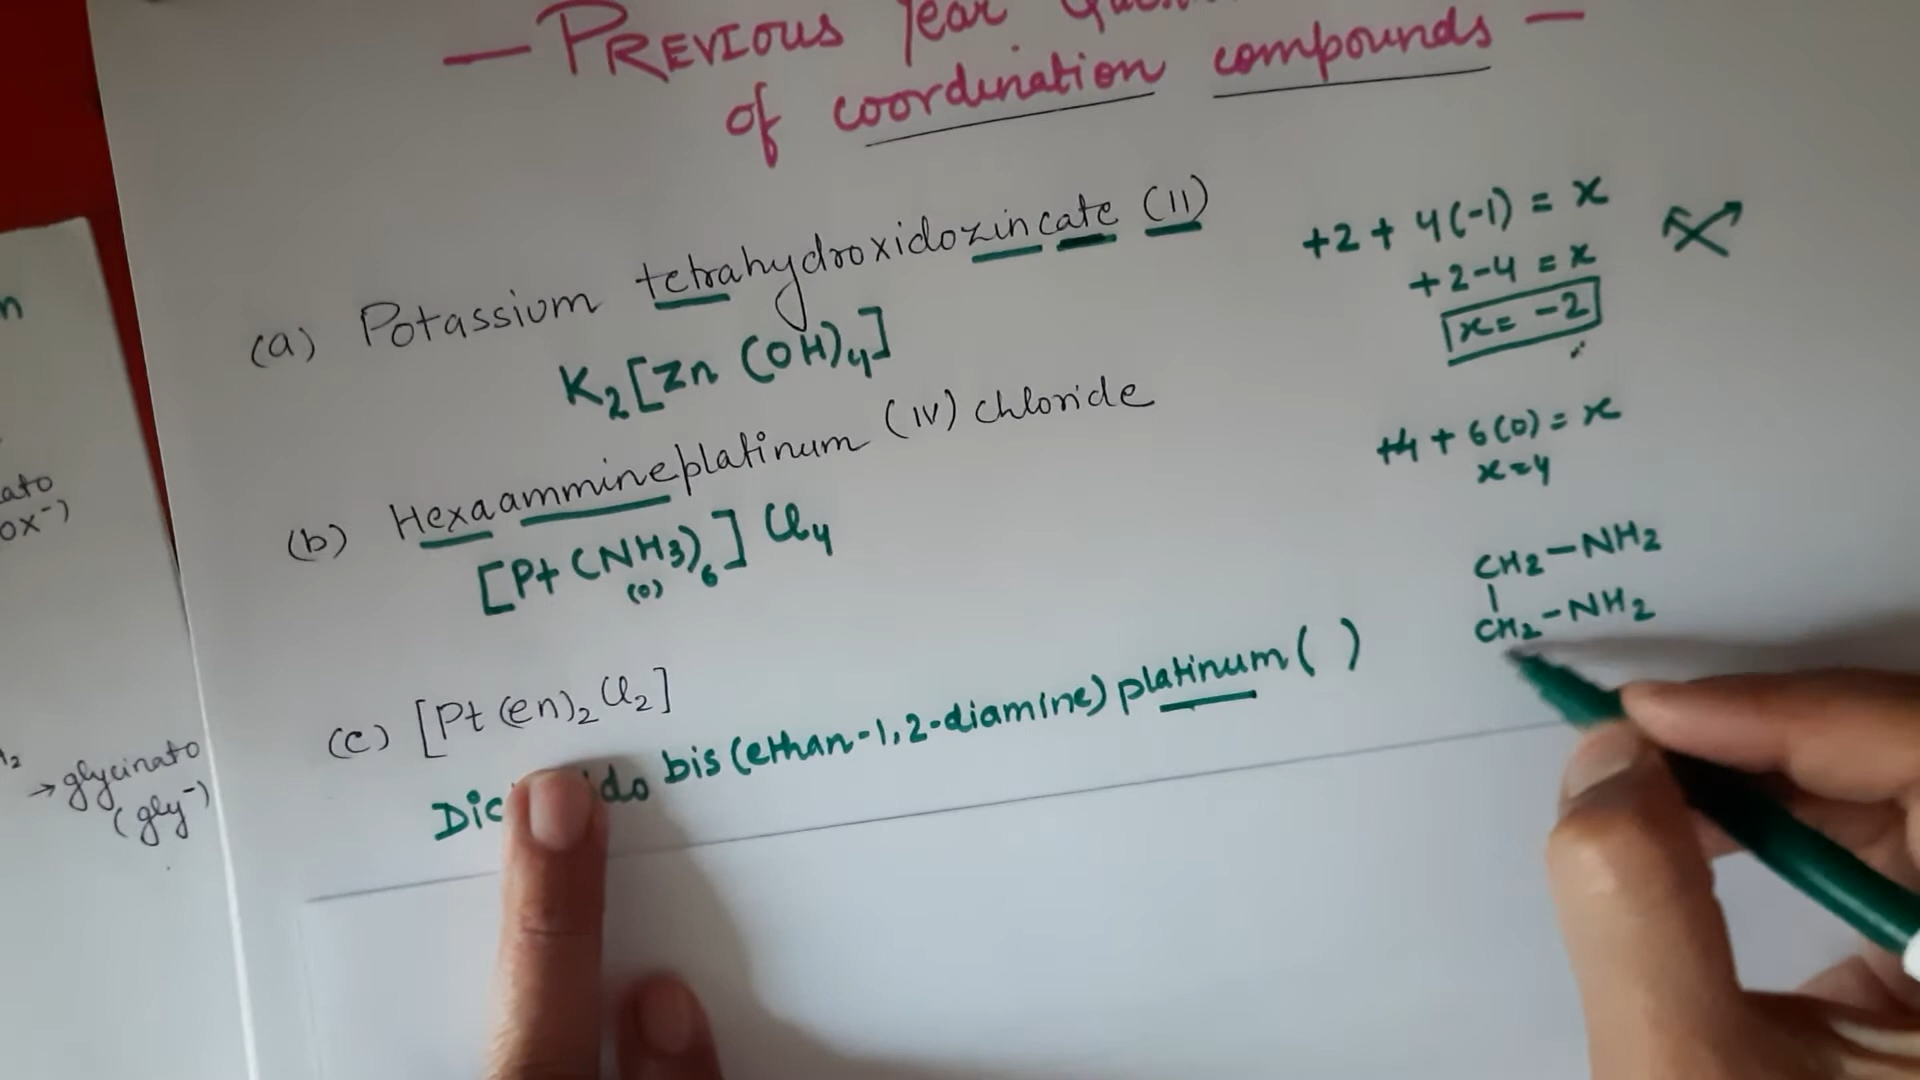 — PREVIOUS Year
of coordination compounds —
(a) Potassium tetrahydroxidozincate (II)
K2[Zn (OH)4]
+2 + 4(-1) = x
+2-4 = x
x= -2
(b) Hexaammineplatinum (IV) chloride
[Pt (NH3)6] Cl4
(0)
+4 + 6(0) = x
x=4
CH2-NH2
|
CH2-NH2
(c) [Pt (en)2 Cl2]
bis (ethan-1,2-diamine) platinum ( )
n
ato
ox⁻)
→ glycinato
(gly⁻)